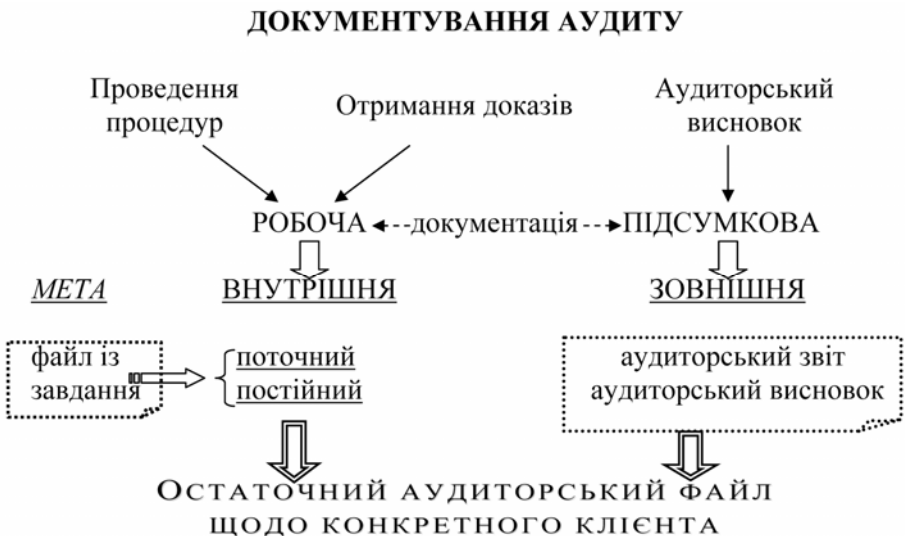 ДОКУМЕНТУВАННЯ АУДИТУ
Проведення
процедур
Отримання доказів
Аудиторський
висновок
РОБОЧА документація ПІДСУМКОВА
МЕТА ВНУТРІШНЯ ЗОВНІШНЯ
файл із
завдання
поточний
постійний
аудиторський звіт
аудиторський висновок
ОСТАТОЧНИЙ АУДИТОРСЬКИЙ ФАЙЛ
ЩОДО КОНКРЕТНОГО КЛІЄНТА